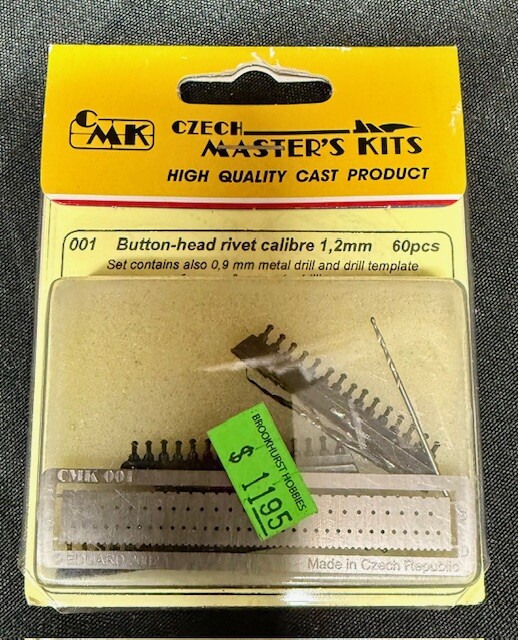 CMK
CZECH
MASTER'S KITS
HIGH QUALITY CAST PRODUCT
001 Button-head rivet calibre 1,2mm 60pcs
Set contains also 0,9 mm metal drill and drill template
BROOKHURST HOBBIES
$ 1195
CMK 001
EDUARD
Made in Czech Republic